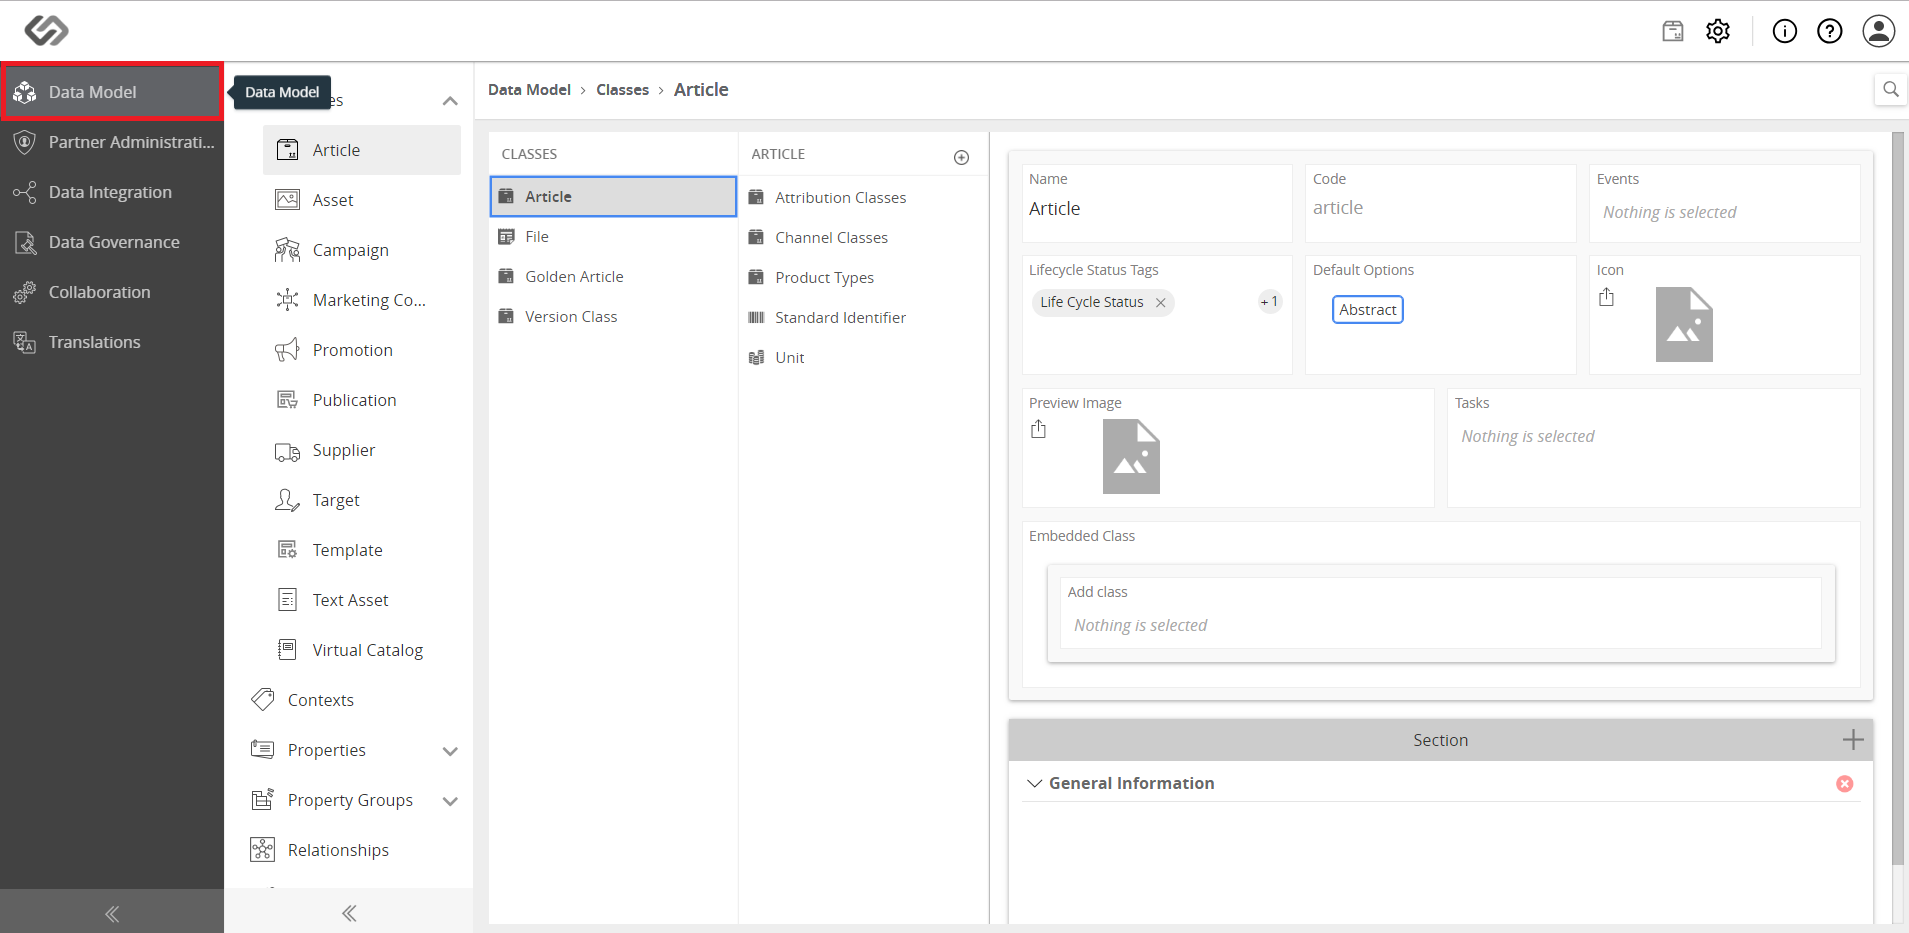 Data Model
Partner Administrati...
Data Integration
Data Governance
Collaboration
Translations
Data Model
es
Article
Asset
Campaign
Marketing Co...
Promotion
Publication
Supplier
Target
Template
Text Asset
Virtual Catalog
Contexts
Properties
Property Groups
Relationships
Data Model > Classes > Article
CLASSES
Article
File
Golden Article
Version Class
ARTICLE
Attribution Classes
Channel Classes
Product Types
Standard Identifier
Unit
Name
Article
Code
article
Events
Nothing is selected
Lifecycle Status Tags
Life Cycle Status
+1
Default Options
Abstract
Icon
Preview Image
Tasks
Nothing is selected
Embedded Class
Add class
Nothing is selected
Section
General Information